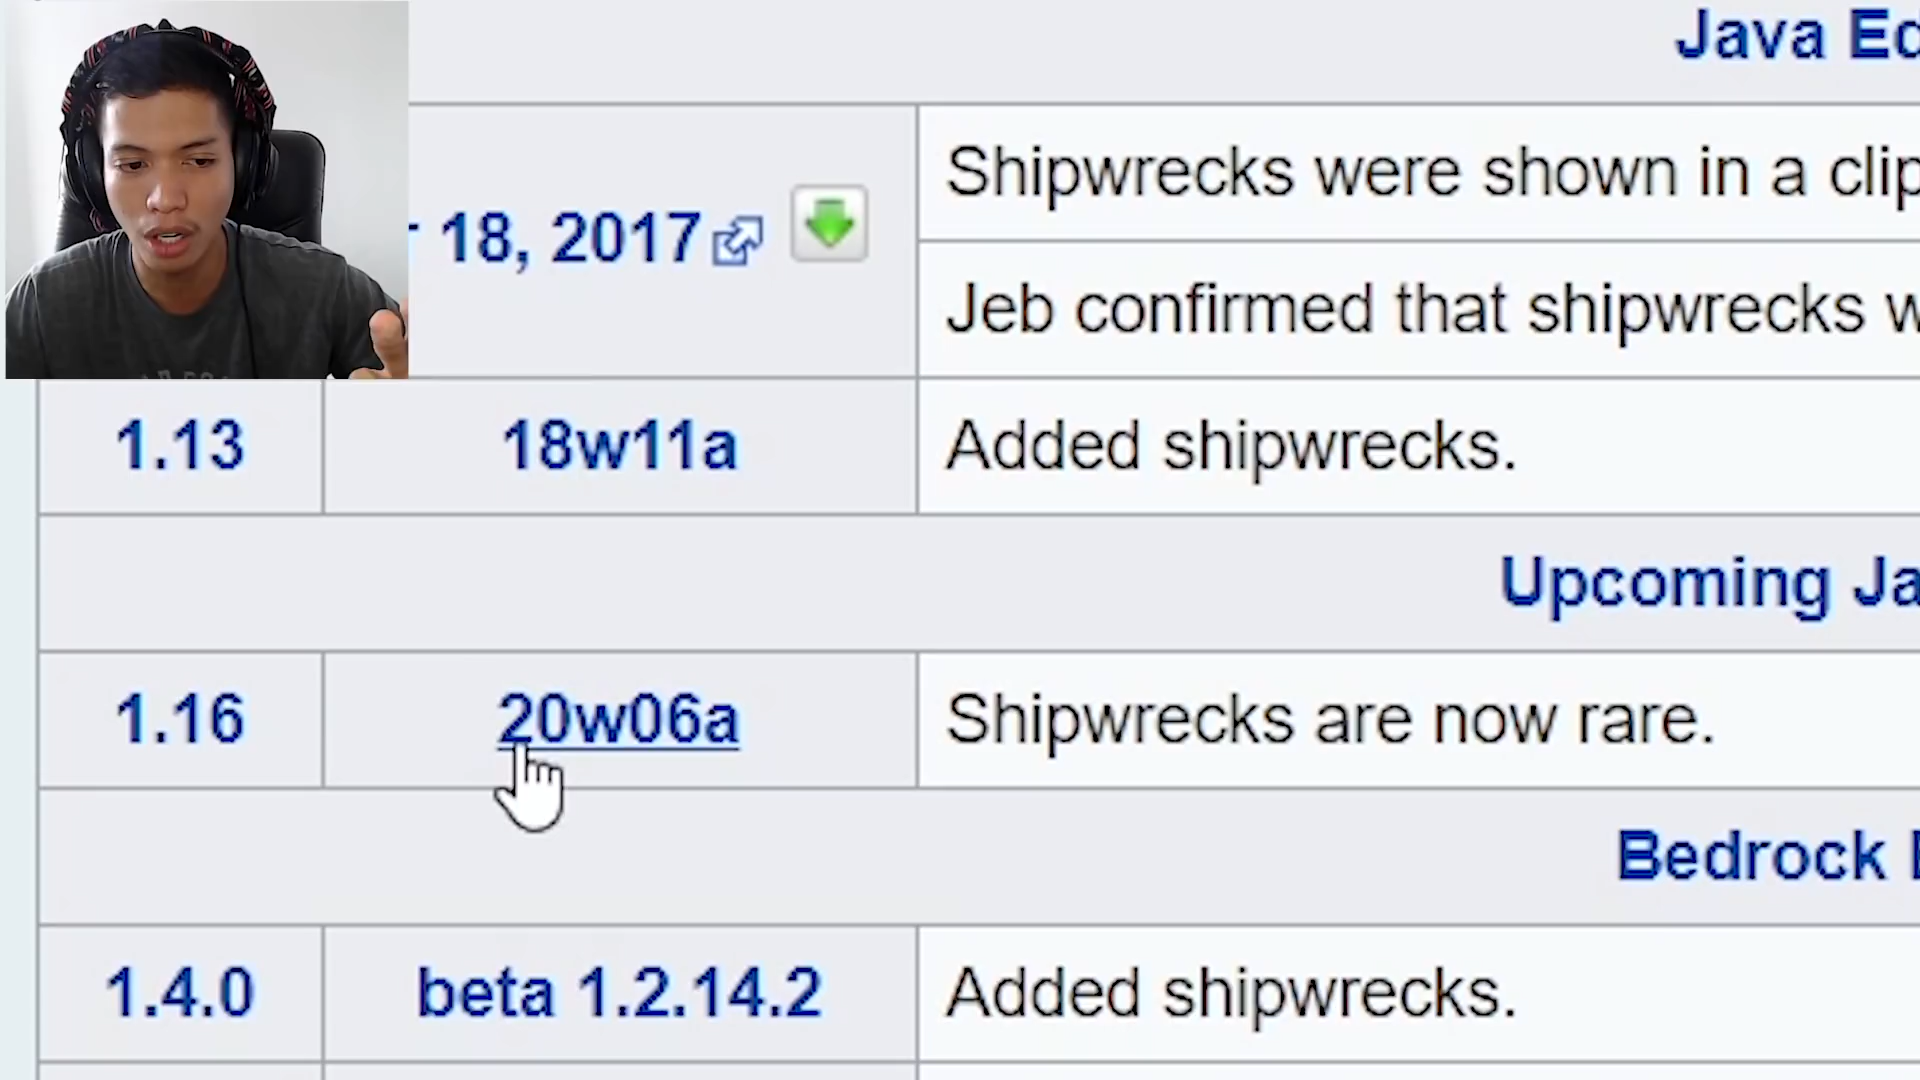 Java Ed
Shipwrecks were shown in a clip
18, 2017
Jeb confirmed that shipwrecks w
1.13 18w11a Added shipwrecks.
Upcoming Ja
1.16 20w06a Shipwrecks are now rare.
Bedrock
1.4.0 beta 1.2.14.2 Added shipwrecks.